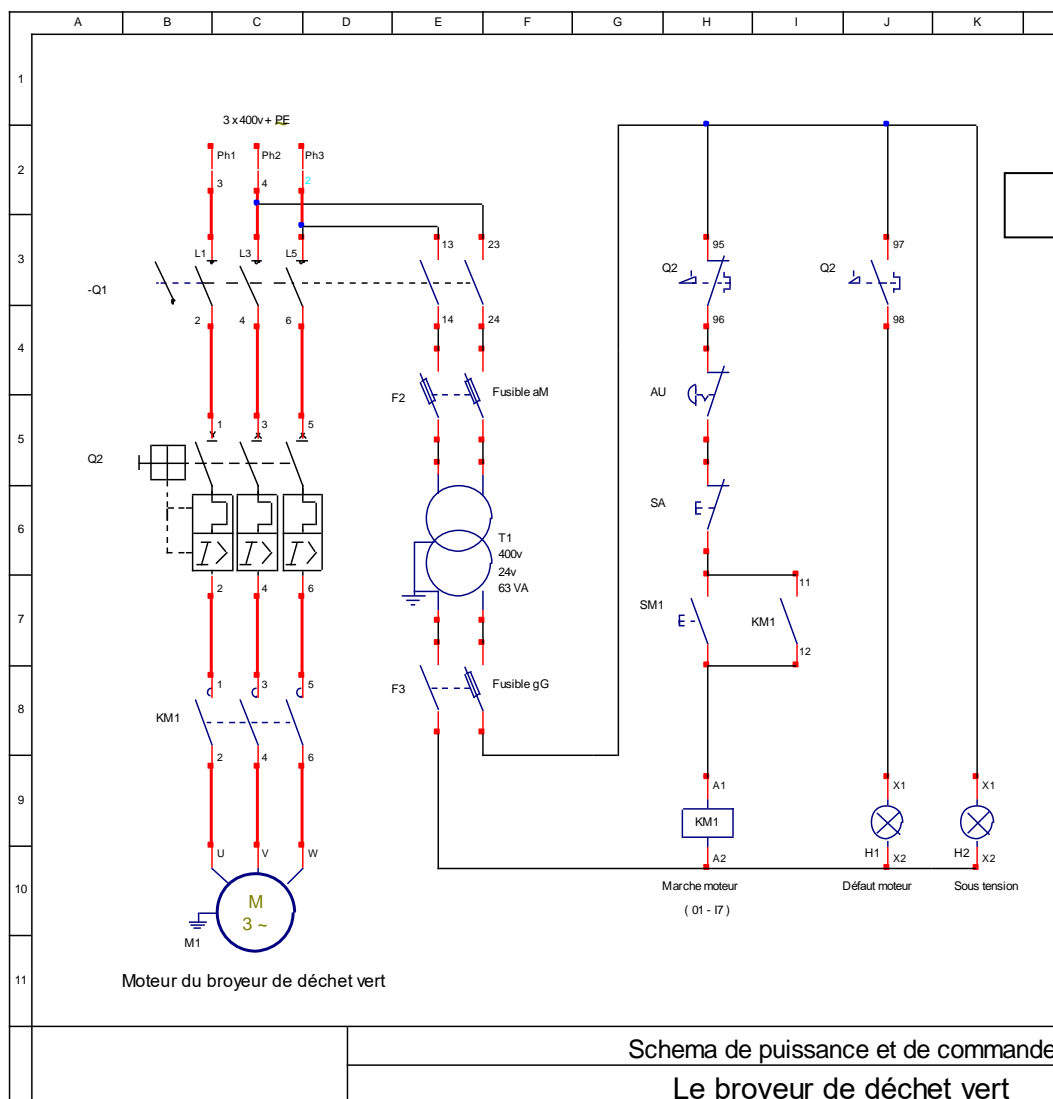 A B C D E F G H I J K
1
3 x 400v + PE
2
Ph1 Ph2 Ph3
3 4 2
3
L1 L3 L5 13 23 95 97
-Q1 Q2 Q2
2 4 6 14 24 96 98
4
F2 Fusible aM AU
5
1 3 5
Q2
SA
6
T1
400v
24v
63 VA
2 4 6 11
7
SM1 KM1
12
1 3 5
F3 Fusible gG
8
KM1
2 4 6
9
A1 X1 X1
KM1
U V W A2 H1 X2 H2 X2
10
M
3 ~
M1
Marche moteur Défaut moteur Sous tension
( 01 - I7 )
11
Moteur du broyeur de déchet vert
Schema de puissance et de commande
Le broyeur de déchet vert